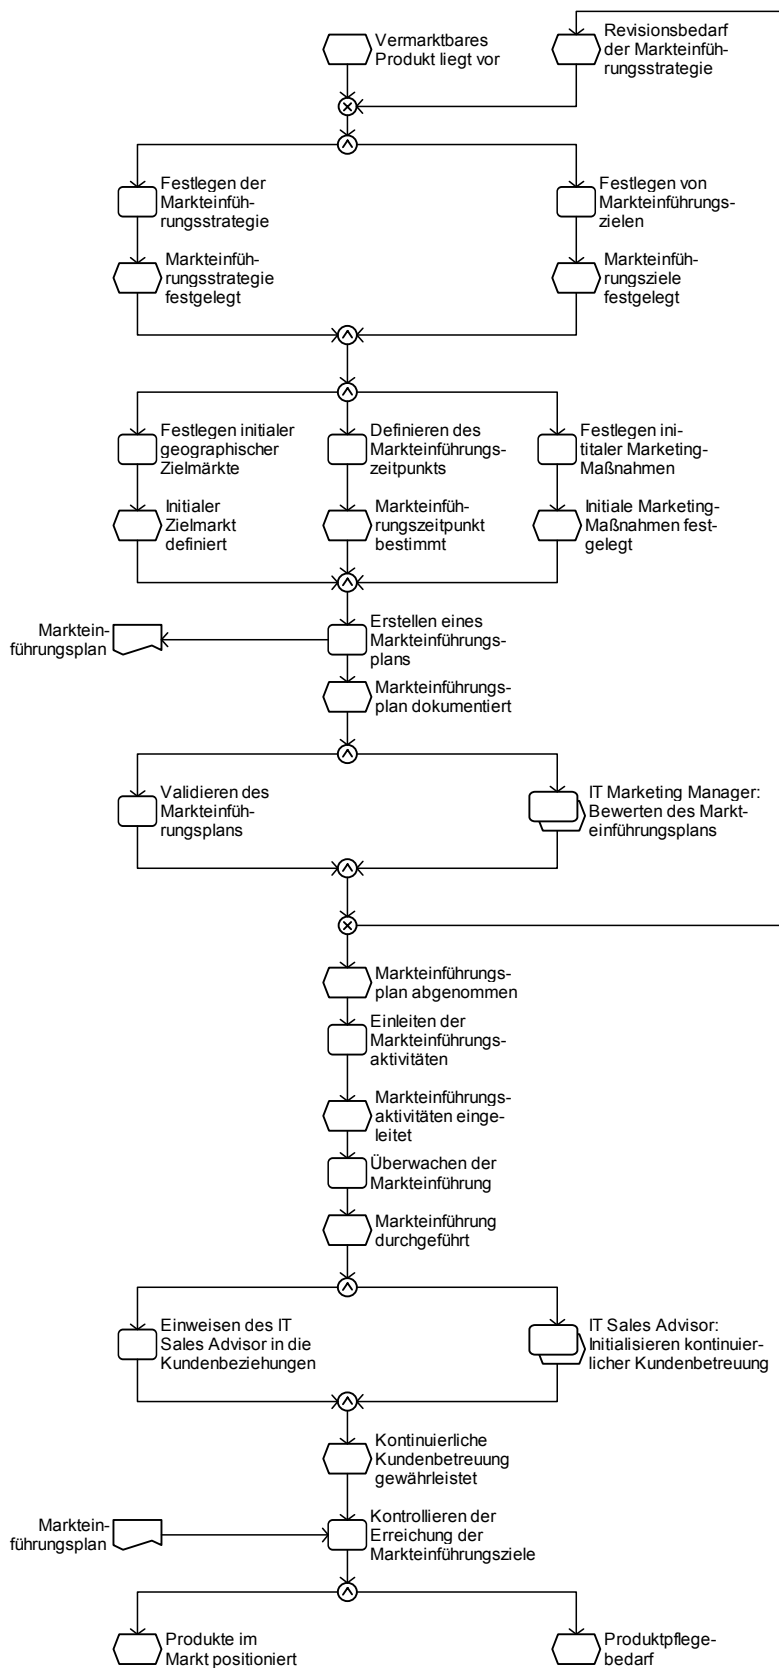 Vermarktbares
Produkt liegt vor
Revisionsbedarf
der Markteinfüh-
rungsstrategie
Festlegen der
Markteinfüh-
rungsstrategie
Festlegen von
Markteinführungs-
zielen
Markteinfüh-
rungsstrategie
festgelegt
Markteinfüh-
rungsziele
festgelegt
Festlegen initialer
geographischer
Zielmärkte
Definieren des
Markteinführungs-
zeitpunkts
Festlegen ini-
titaler Marketing-
Maßnahmen
Initialer
Zielmarkt
definiert
Markteinfüh-
rungszeitpunkt
bestimmt
Initiale Marketing-
Maßnahmen fest-
gelegt
Marktein-
führungsplan
Erstellen eines
Markteinführungs-
plans
Markteinführungs-
plan dokumentiert
Validieren des
Markteinfüh-
rungsplans
IT Marketing Manager:
Bewerten des Markt-
einführungsplans
Markteinführungs-
plan abgenommen
Einleiten der
Markteinführungs-
aktivitäten
Markteinführungs-
aktivitäten einge-
leitet
Überwachen der
Markteinführung
Markteinführung
durchgeführt
Einweisen des IT
Sales Advisor in die
Kundenbeziehungen
IT Sales Advisor:
Initialisieren kontinuier-
licher Kundenbetreuung
Kontinuierliche
Kundenbetreuung
gewährleistet
Marktein-
führungsplan
Kontrollieren der
Erreichung der
Markteinführungsziele
Produkte im
Markt positioniert
Produktpflege-
bedarf